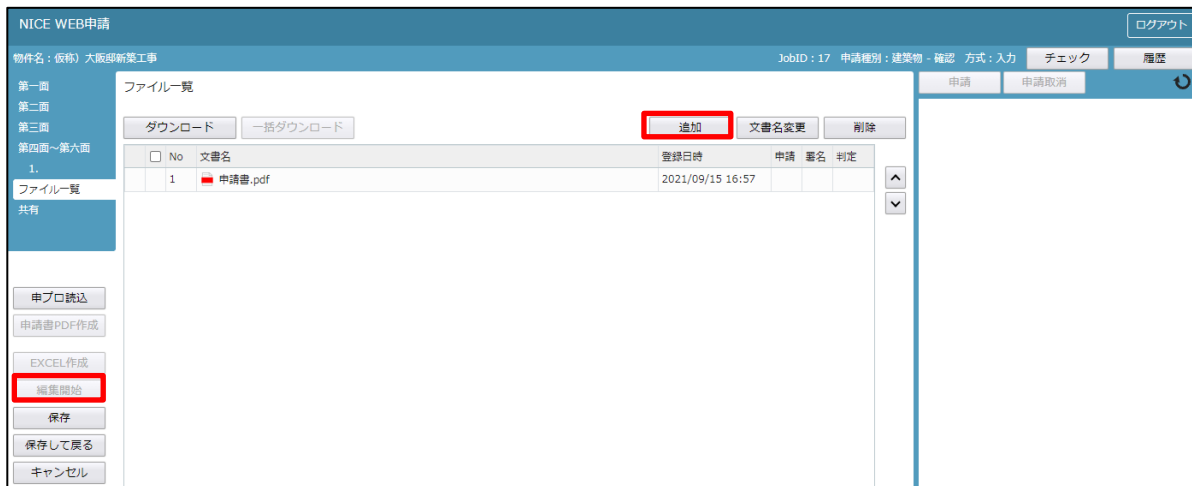 NICE WEB申請
ログアウト
物件名：仮称）大阪邸新築工事
JobID：17 申請種別：建築物 - 確認 方式：入力 チェック 履歴
第一面
第二面
第三面
第四面～第六面
1.
ファイル一覧
共有
申プロ読込
申請書PDF作成
EXCEL作成
編集開始
保存
保存して戻る
キャンセル
ファイル一覧
ダウンロード 一括ダウンロード 追加 文書名変更 削除
No 文書名 登録日時 申請 署名 判定
1 申請書.pdf 2021/09/15 16:57
申請 申請取消